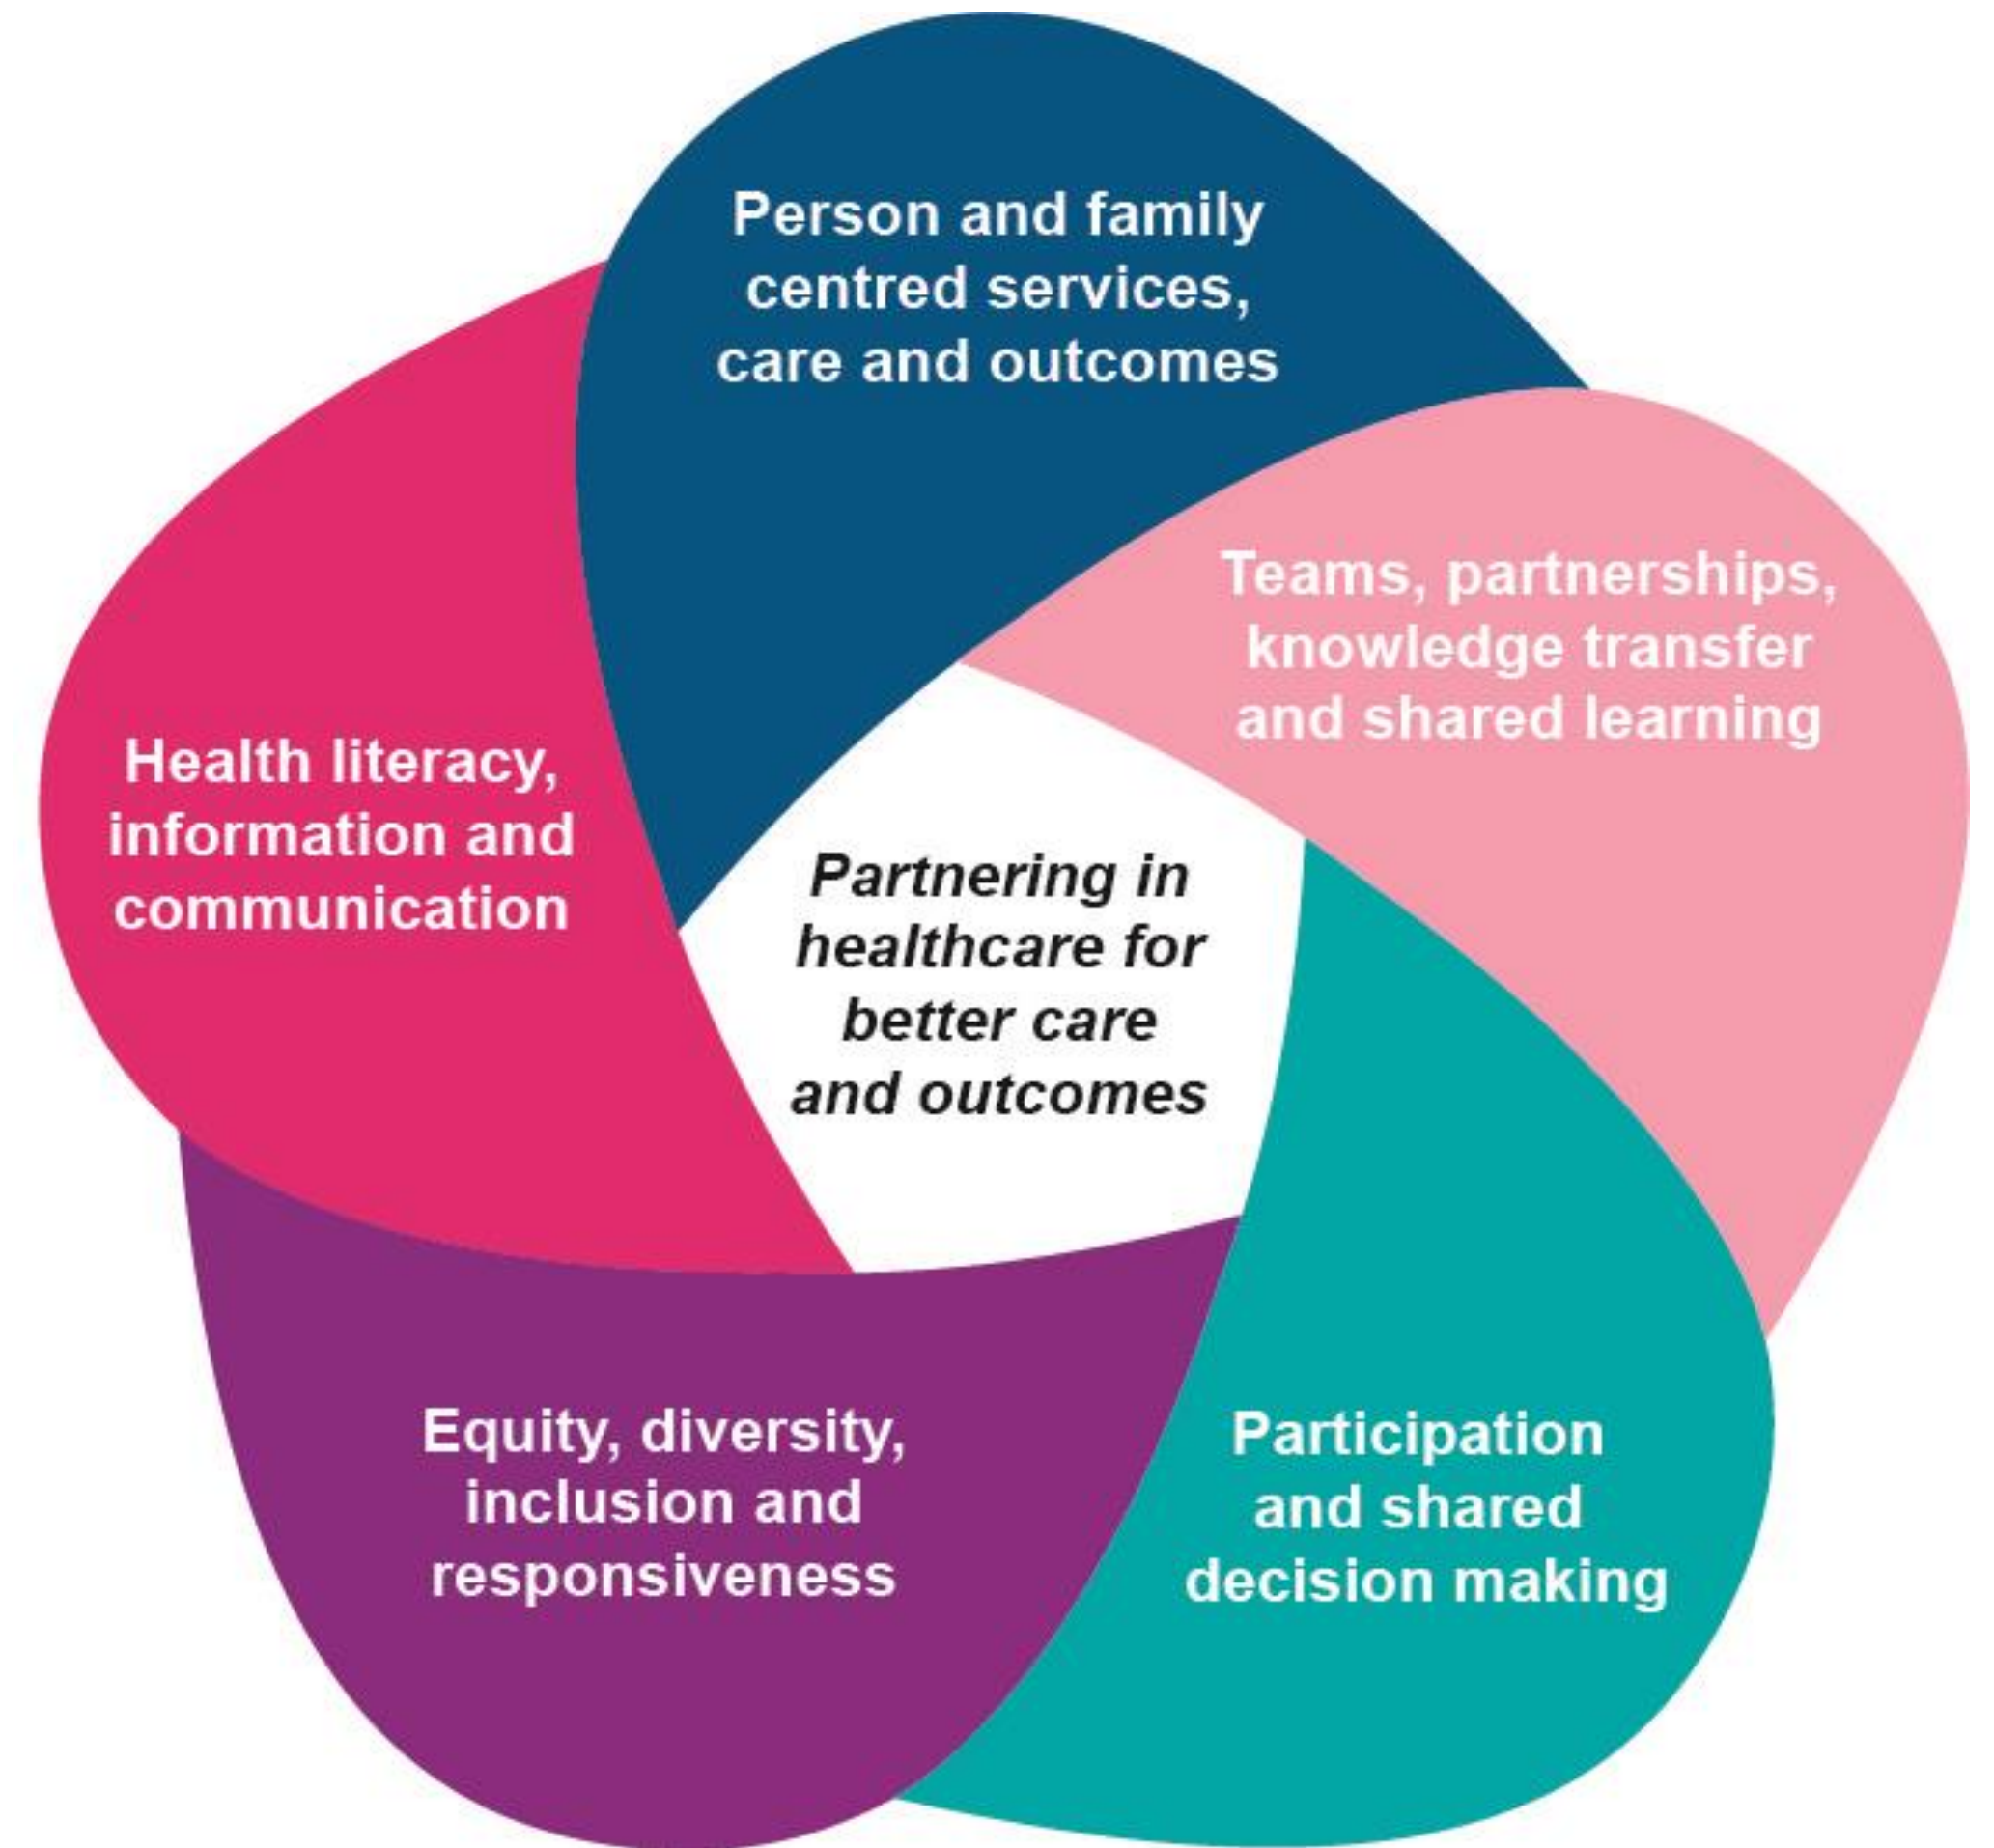 Person and family
centred services,
care and outcomes
Teams, partnerships,
knowledge transfer
and shared learning
Health literacy,
information and
communication
Partnering in
healthcare for
better care
and outcomes
Equity, diversity,
inclusion and
responsiveness
Participation
and shared
decision making